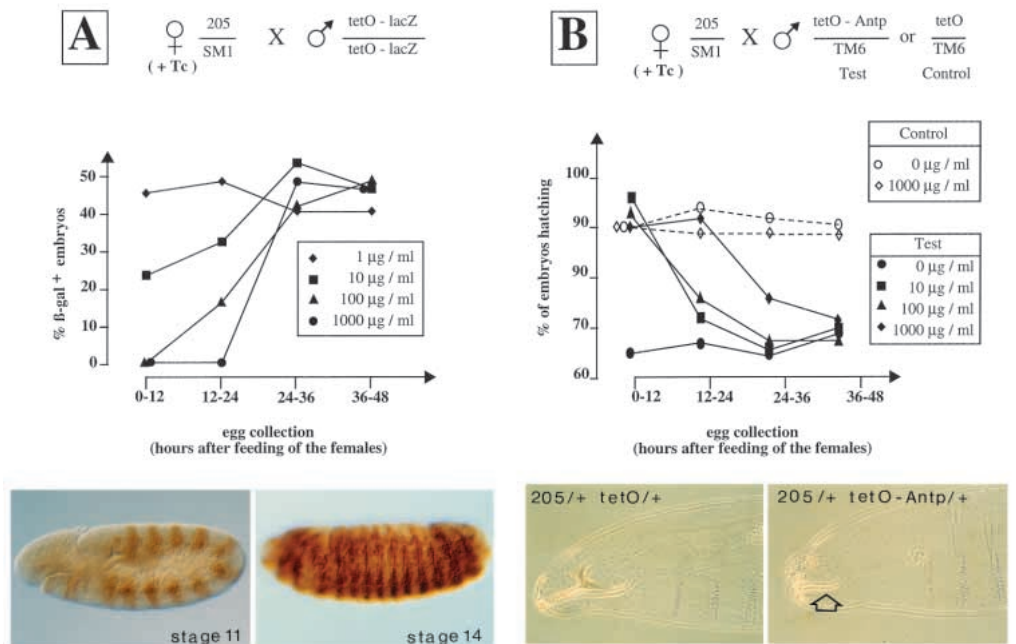 A
205
SM1
( + Tc )
X
tetO - lacZ
tetO - lacZ
% ß-gal + embryos
50
40
30
20
10
0
1 µg / ml
10 µg / ml
100 µg / ml
1000 µg / ml
0-12 12-24 24-36 36-48
egg collection
(hours after feeding of the females)
stage 11
stage 14
B
205
SM1
( + Tc )
X
tetO - Antp
TM6
Test
or
tetO
TM6
Control
% of embryos hatching
100
90
90
70
60
Control
0 µg / ml
1000 µg / ml
Test
0 µg / ml
10 µg / ml
100 µg / ml
1000 µg / ml
0-12 12-24 24-36 36-48
egg collection
(hours after feeding of the females)
205/+ tetO/+
205/+ tetO-Antp/+